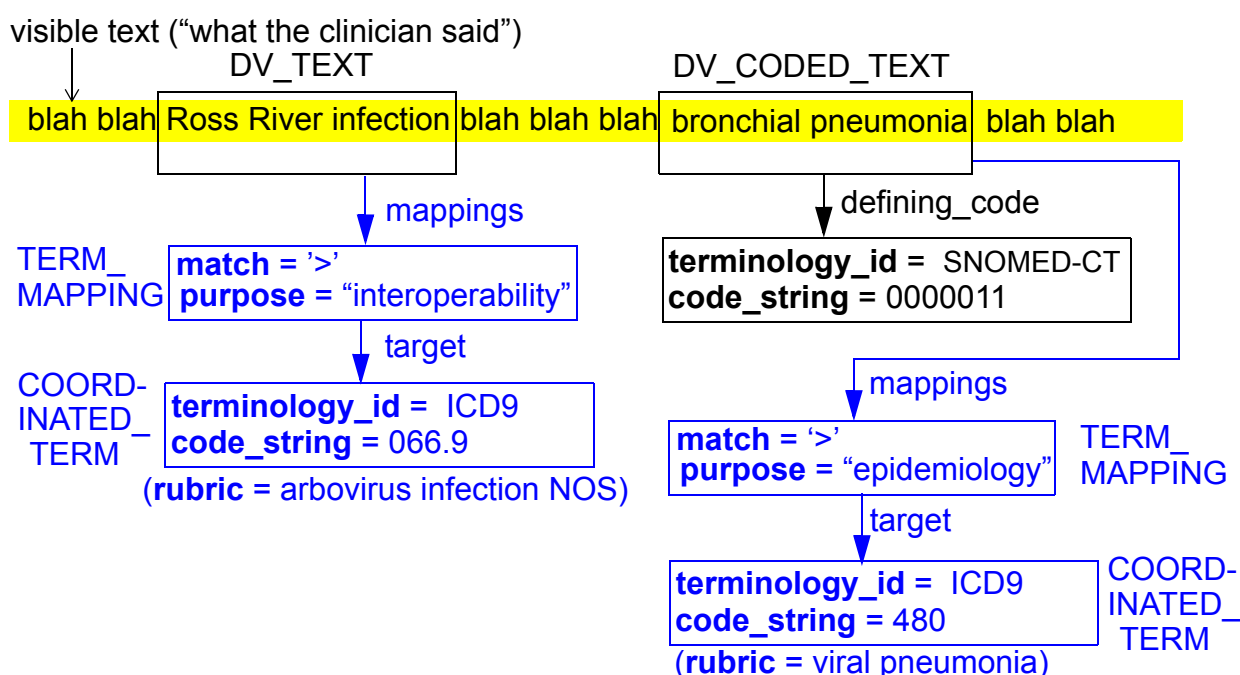 visible text (“what the clinician said”)
DV_TEXT
DV_CODED_TEXT
blah blah Ross River infection blah blah blah bronchial pneumonia blah blah
mappings
defining_code
TERM_
MAPPING
match = ’>’
purpose = “interoperability”
terminology_id = SNOMED-CT
code_string = 0000011
target
COORD-
INATED_
TERM
terminology_id = ICD9
code_string = 066.9
(rubric = arbovirus infection NOS)
mappings
match = ‘>’
purpose = “epidemiology”
TERM_
MAPPING
target
terminology_id = ICD9
code_string = 480
(rubric = viral pneumonia)
COORD-
INATED_
TERM